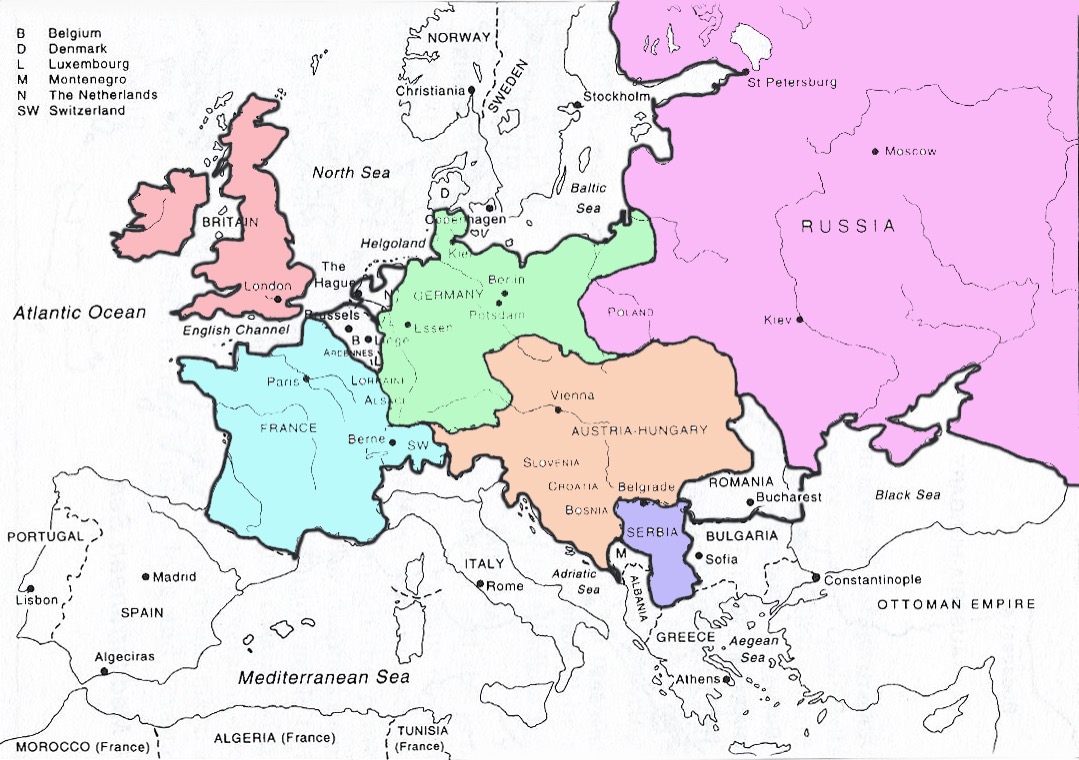 B Belgium
D Denmark
L Luxembourg
M Montenegro
N The Netherlands
SW Switzerland
NORWAY
SWEDEN
Christiania
Stockholm
St Petersburg
Moscow
North Sea
Baltic
Sea
D
Copenhagen
BRITAIN
RUSSIA
Helgoland
Kiel
The
Hague
N
GERMANY
Berlin
Potsdam
London
Atlantic Ocean
English Channel
Brussels
Essen
B
Liège
ARDENNES
L
POLAND
Kiev
Paris
LORRAINE
ALSACE
Vienna
FRANCE
Berne
SW
AUSTRIA-HUNGARY
SLOVENIA
CROATIA
Belgrade
ROMANIA
Bucharest
Black Sea
BOSNIA
SERBIA
BULGARIA
PORTUGAL
M
Sofia
ITALY
Rome
Adriatic
Sea
ALBANIA
Madrid
Constantinople
Lisbon
SPAIN
OTTOMAN EMPIRE
GREECE
Aegean
Sea
Algeciras
Mediterranean Sea
Athens
MOROCCO (France)
ALGERIA (France)
TUNISIA
(France)